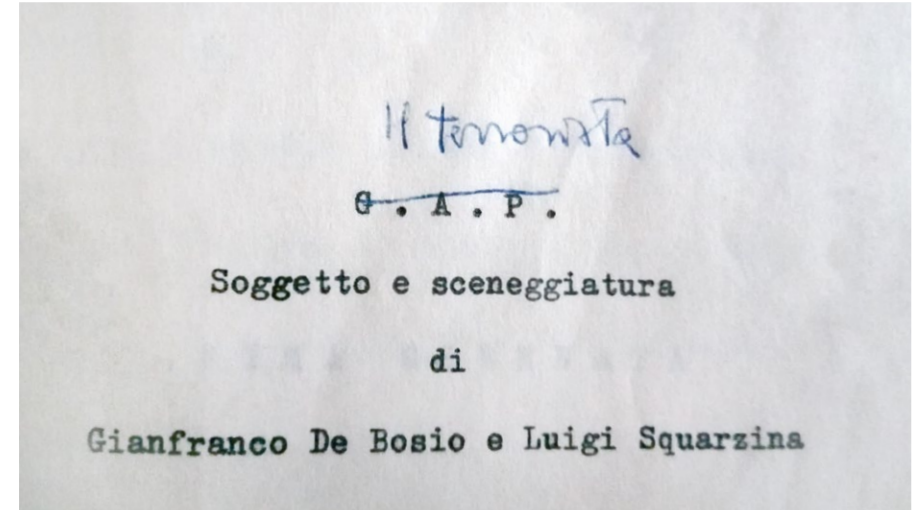 Il terrorista
G.A.P.
Soggetto e sceneggiatura
di
Gianfranco De Bosio e Luigi Squarzina